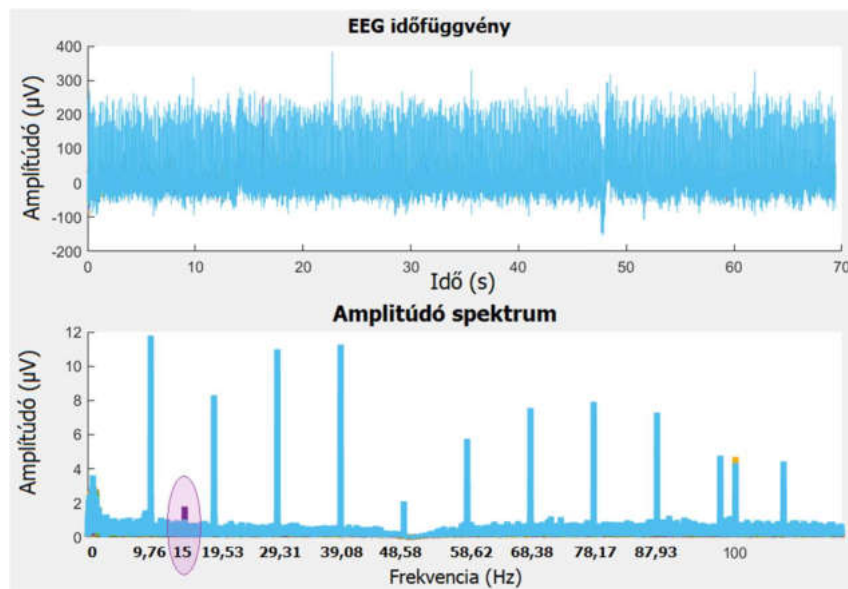 EEG időfüggvény
400
300
200
100
0
-100
-200
Amplítúdó (µV)
0 10 20 30 40 50 60 70
Idő (s)
Amplitúdó spektrum
12
10
8
6
4
2
0
Amplítúdó (µV)
0 9,76 15 19,53 29,31 39,08 48,58 58,62 68,38 78,17 87,93 100
Frekvencia (Hz)